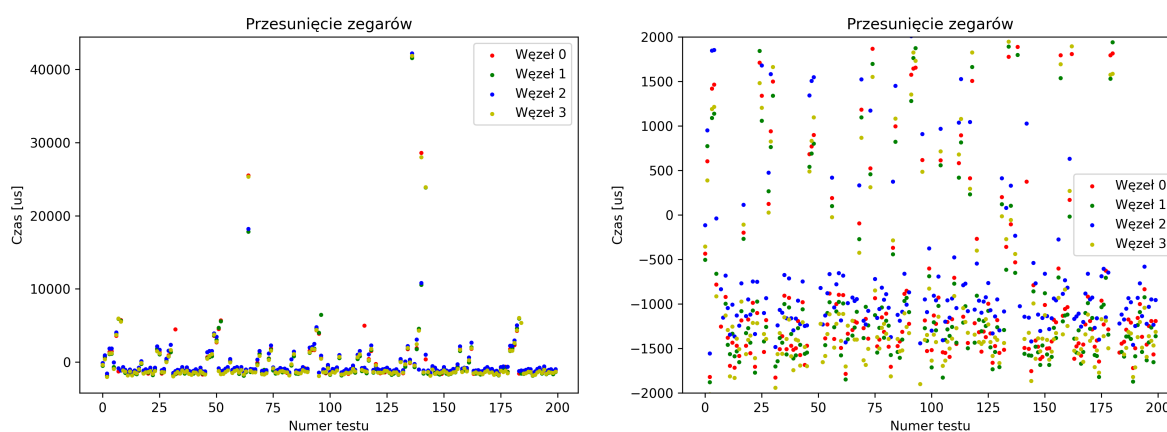 Przesunięcie zegarów
Czas [us]
40000
30000
20000
10000
0
Węzeł 0
Węzeł 1
Węzeł 2
Węzeł 3
0 25 50 75 100 125 150 175 200
Numer testu
Przesunięcie zegarów
Czas [us]
2000
1500
1000
500
0
−500
−1000
−1500
−2000
Węzeł 0
Węzeł 1
Węzeł 2
Węzeł 3
0 25 50 75 100 125 150 175 200
Numer testu